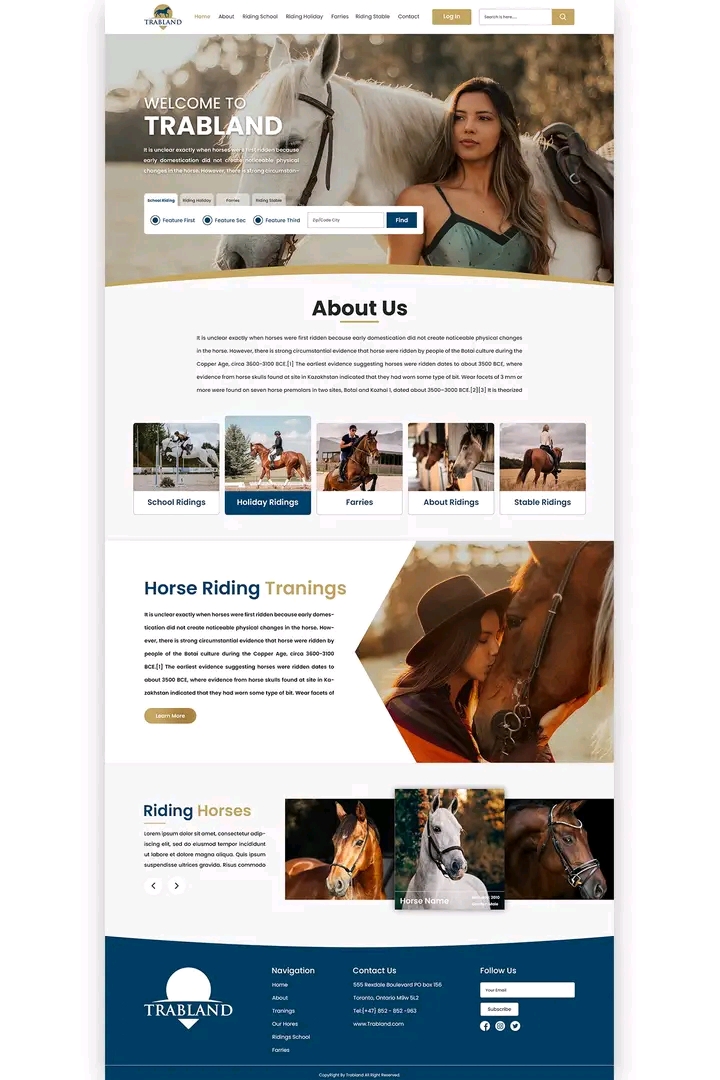 TRABLAND
Home About Riding School Riding Holiday Farries Riding Stable Contact Log In Search is here....
WELCOME TO
TRABLAND
It is unclear exactly when horses were first ridden because
early domestication did not create noticeable physical
changes in the horse. However, there is strong circumstan-
School Riding Riding Holiday Farries Riding Stable
Feature First Feature Sec Feature Third Zip/Code City Find
About Us
It is unclear exactly when horses were first ridden because early domestication did not create noticeable physical changes
in the horse. However, there is strong circumstantial evidence that horse were ridden by people of the Botai culture during the
Copper Age, circa 3600-3100 BCE.[1] The earliest evidence suggesting horses were ridden dates to about 3500 BCE, where
evidence from horse skulls found at site in Kazakhstan indicated that they had worn some type of bit. Wear facets of 3 mm or
more were found on seven horse premolars in two sites, Botai and Kozhai 1, dated about 3500-3000 BCE.[2][3] It is theorized
School Ridings Holiday Ridings Farries About Ridings Stable Ridings
Horse Riding Tranings
It is unclear exactly when horses were first ridden because early domes-
tication did not create noticeable physical changes in the horse. How-
ever, there is strong circumstantial evidence that horse were ridden by
people of the Botai culture during the Copper Age, circa 3600-3100
BCE.[1] The earliest evidence suggesting horses were ridden dates to
about 3500 BCE, where evidence from horse skulls found at site in Ka-
zakhstan indicated that they had worn some type of bit. Wear facets of
Learn More
Riding Horses
Lorem ipsum dolor sit amet, consectetur adip-
iscing elit, sed do eiusmod tempor incididunt
ut labore et dolore magna aliqua. Quis ipsum
suspendisse ultrices gravida. Risus commodo
Horse Name
2010
TRABLAND
Navigation
Home
About
Tranings
Our Hores
Ridings School
Farries
Contact Us
555 Rexdale Boulevard PO box 156
Toronto, Ontario M9w 5L2
Tel:[+47] 852 - 852 -963
www.Trabland.com
Follow Us
Your Email
Subscribe
CopyRight By Trabland All Right Reserved.